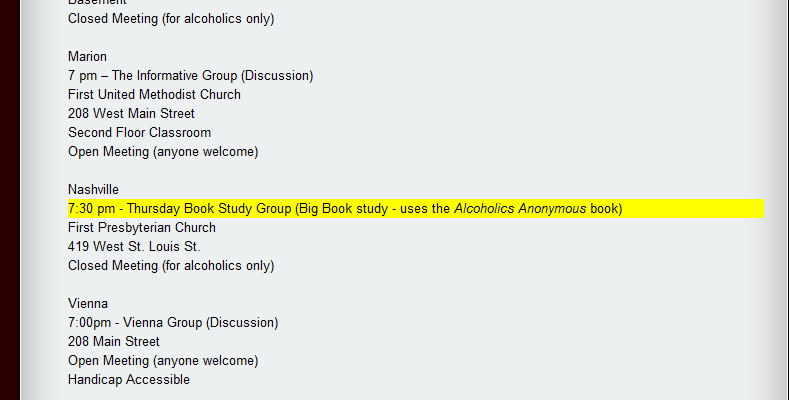 Basement
Closed Meeting (for alcoholics only)
Marion
7 pm – The Informative Group (Discussion)
First United Methodist Church
208 West Main Street
Second Floor Classroom
Open Meeting (anyone welcome)
Nashville
7:30 pm - Thursday Book Study Group (Big Book study - uses the Alcoholics Anonymous book)
First Presbyterian Church
419 West St. Louis St.
Closed Meeting (for alcoholics only)
Vienna
7:00pm - Vienna Group (Discussion)
208 Main Street
Open Meeting (anyone welcome)
Handicap Accessible